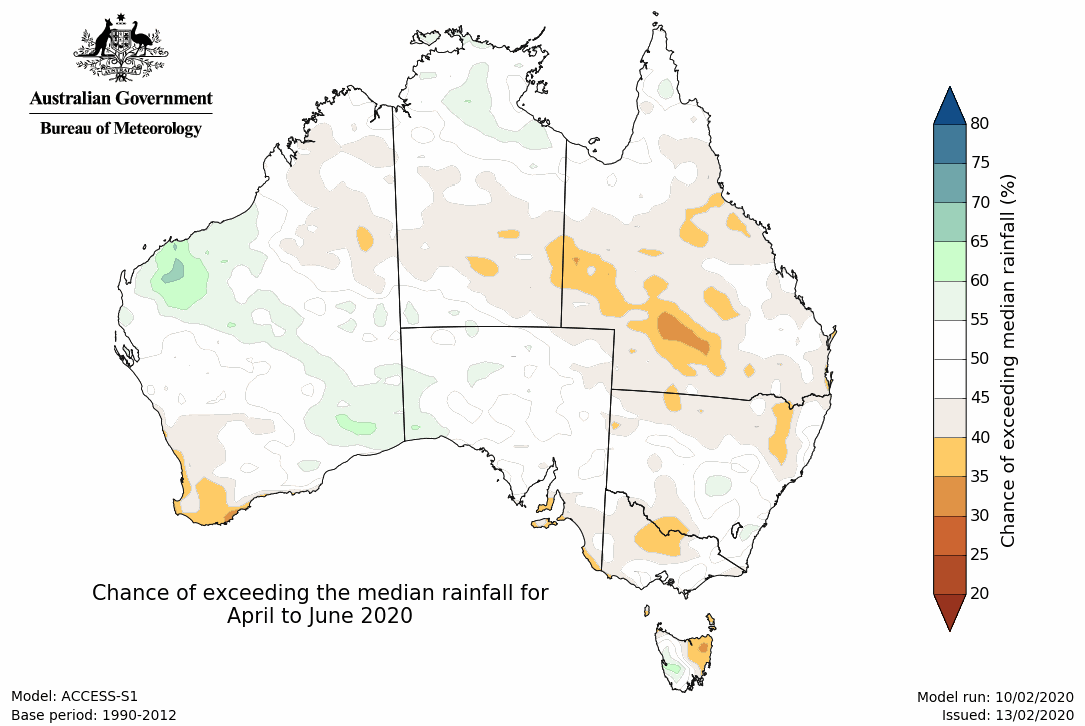 Australian Government
Bureau of Meteorology
80
75
70
65
60
55
50
45
40
35
30
25
20
Chance of exceeding median rainfall (%)
Chance of exceeding the median rainfall for
April to June 2020
Model: ACCESS-S1
Base period: 1990-2012
Model run: 10/02/2020
Issued: 13/02/2020